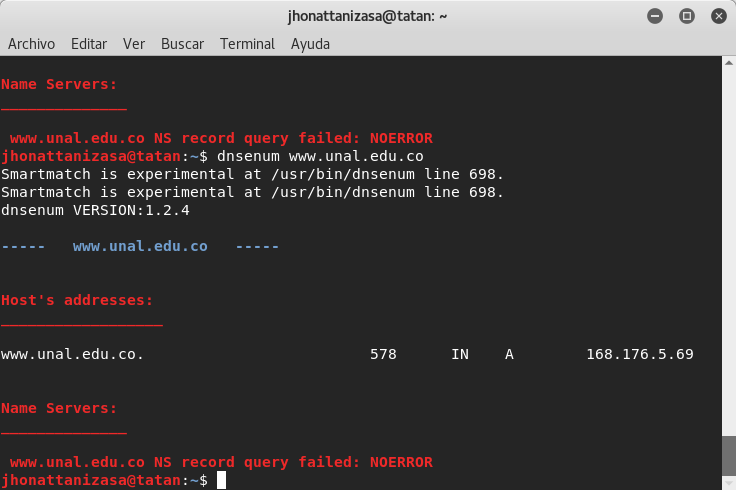 jhonattanizasa@tatan: ~
Archivo Editar Ver Buscar Terminal Ayuda
Name Servers:
______________
www.unal.edu.co NS record query failed: NOERROR
jhonattanizasa@tatan:~$ dnsenum www.unal.edu.co
Smartmatch is experimental at /usr/bin/dnsenum line 698.
Smartmatch is experimental at /usr/bin/dnsenum line 698.
dnsenum VERSION:1.2.4
----- www.unal.edu.co -----
Host's addresses:
__________________
www.unal.edu.co. 578 IN A 168.176.5.69
Name Servers:
______________
www.unal.edu.co NS record query failed: NOERROR
jhonattanizasa@tatan:~$